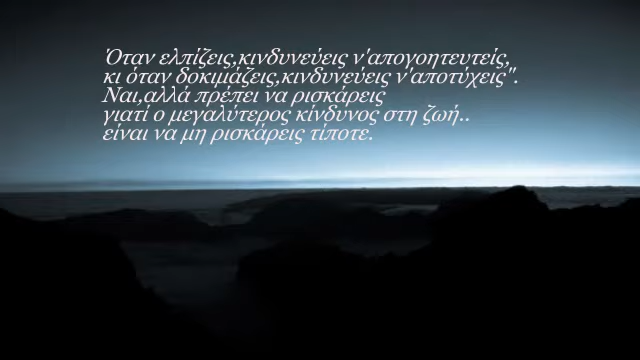 Όταν ελπίζεις,κινδυνεύεις ν'απογοητευτείς,
κι όταν δοκιμάζεις,κινδυνεύεις ν'αποτύχεις".
Ναι,αλλά πρέπει να ρισκάρεις
γιατί ο μεγαλύτερος κίνδυνος στη ζωή..
είναι να μη ρισκάρεις τίποτε.